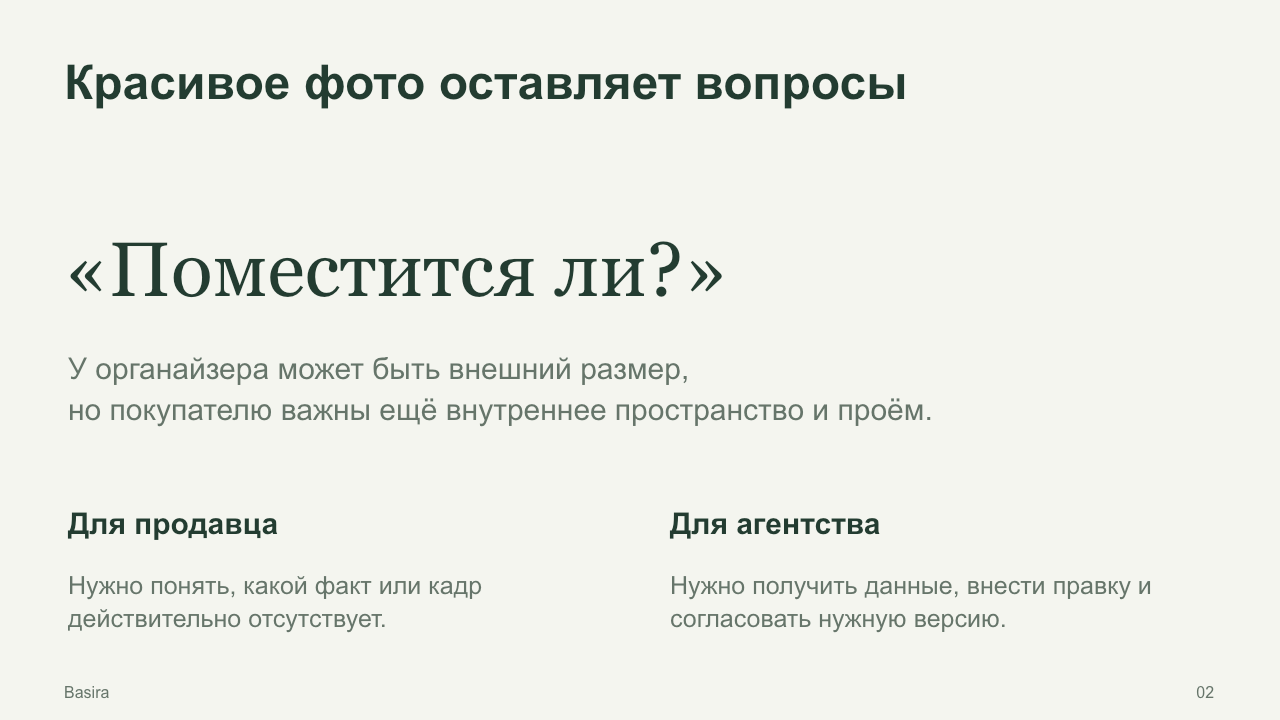 Красивое фото оставляет вопросы
«Поместится ли?»
У органайзера может быть внешний размер,
но покупателю важны ещё внутреннее пространство и проём.
Для продавца
Нужно понять, какой факт или кадр
действительно отсутствует.
Для агентства
Нужно получить данные, внести правку и
согласовать нужную версию.
Basira
02